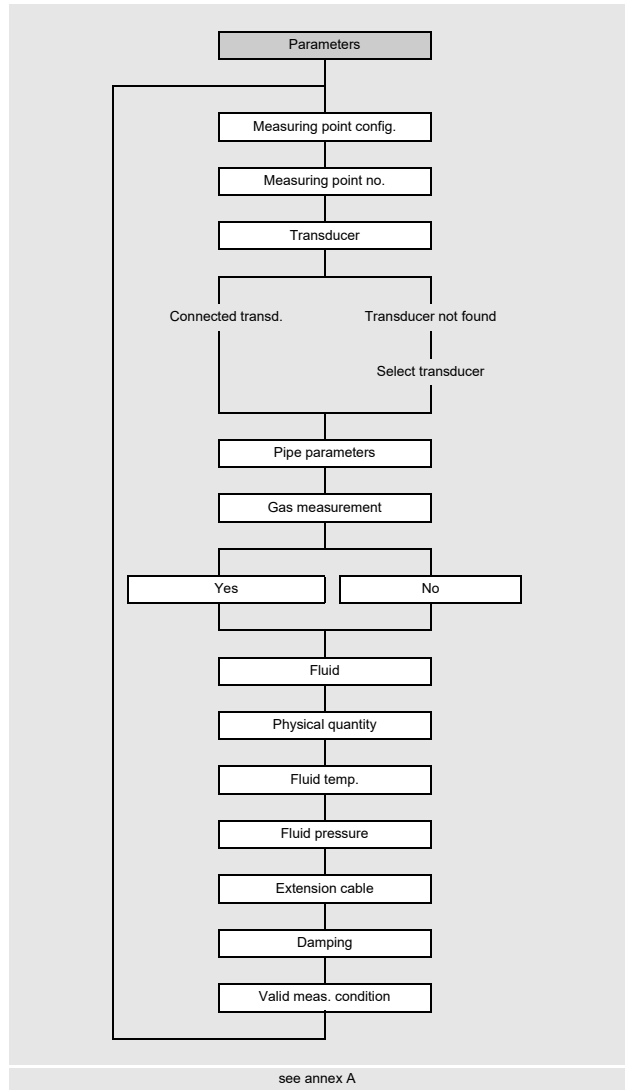 Parameters
Measuring point config.
Measuring point no.
Transducer
Connected transd.
Transducer not found
Select transducer
Pipe parameters
Gas measurement
Yes
No
Fluid
Physical quantity
Fluid temp.
Fluid pressure
Extension cable
Damping
Valid meas. condition
see annex A